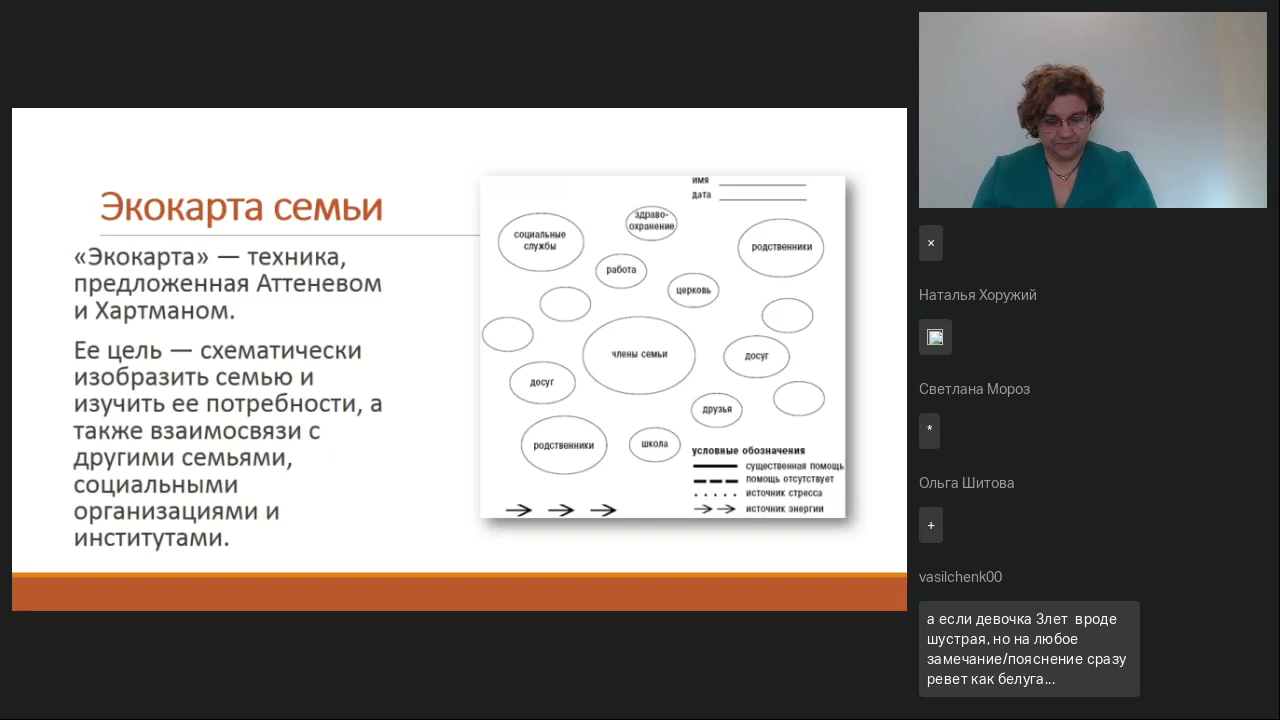 Экокарта семьи
«Экокарта» — техника,
предложенная Аттеневом
и Хартманом.
Ее цель — схематически
изобразить семью и
изучить ее потребности, а
также взаимосвязи с
другими семьями,
социальными
организациями и
институтами.
имя
дата
здраво-
охранение
социальные
службы
родственники
работа
церковь
члены семьи
досуг
досуг
друзья
родственники
школа
условные обозначения
существенная помощь
помощь отсутствует
источник стресса
источник энергии
×
Наталья Хоружий
Светлана Мороз
*
Ольга Шитова
+
vasilchenk00
а если девочка 3лет вроде
шустрая, но на любое
замечание/пояснение сразу
ревет как белуга...